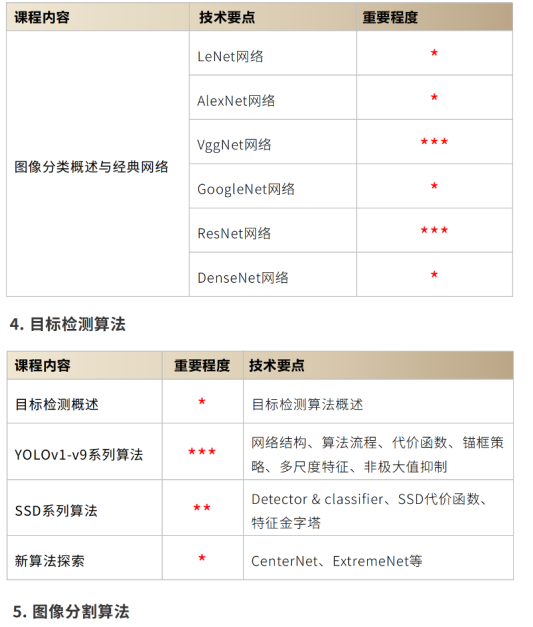 课程内容 技术要点 重要程度
LeNet网络 *
AlexNet网络 *
VggNet网络 ***
图像分类概述与经典网络
GoogleNet网络 *
ResNet网络 ***
DenseNet网络 *
4. 目标检测算法
课程内容 重要程度 技术要点
目标检测概述 * 目标检测算法概述
YOLOv1-v9系列算法 *** 网络结构、算法流程、代价函数、锚框策
略、多尺度特征、非极大值抑制
SSD系列算法 ** Detector & classifier、SSD代价函数、
特征金字塔
新算法探索 * CenterNet、ExtremeNet等
5. 图像分割算法